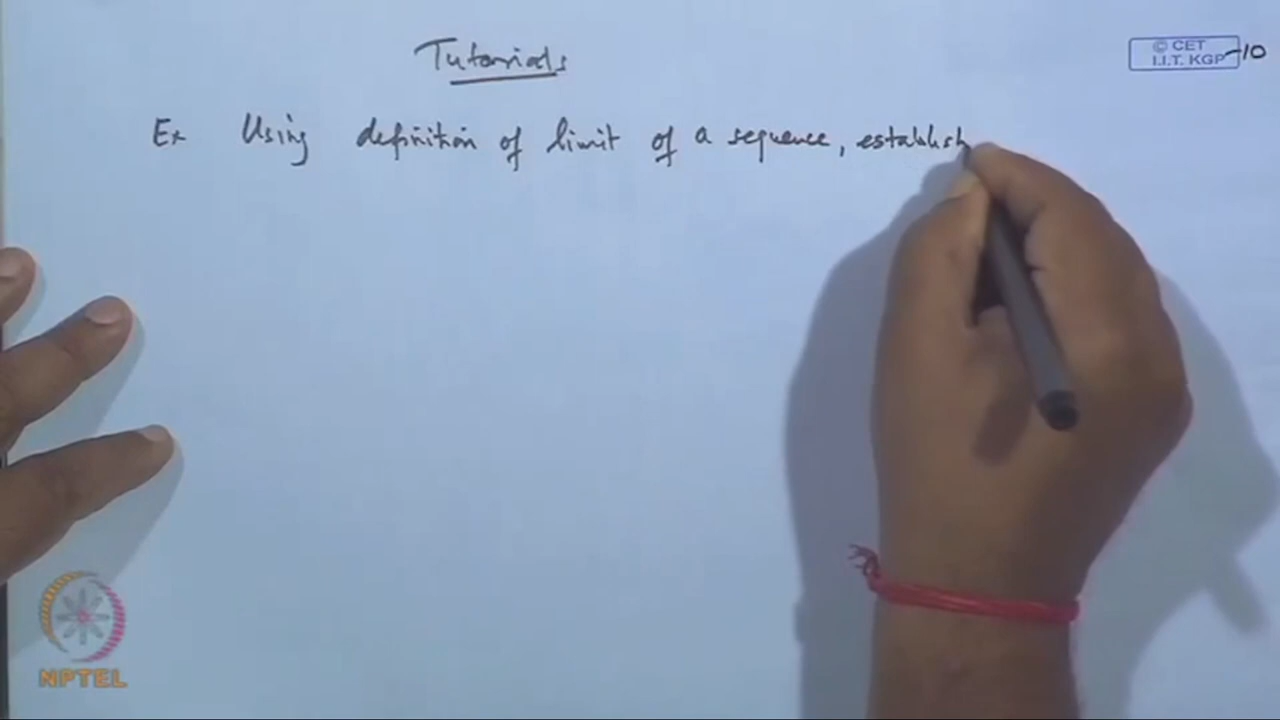 Tutorials
© CET
I.I.T. KGP
-10
Ex Using definition of limit of a sequence, establish
NPTEL